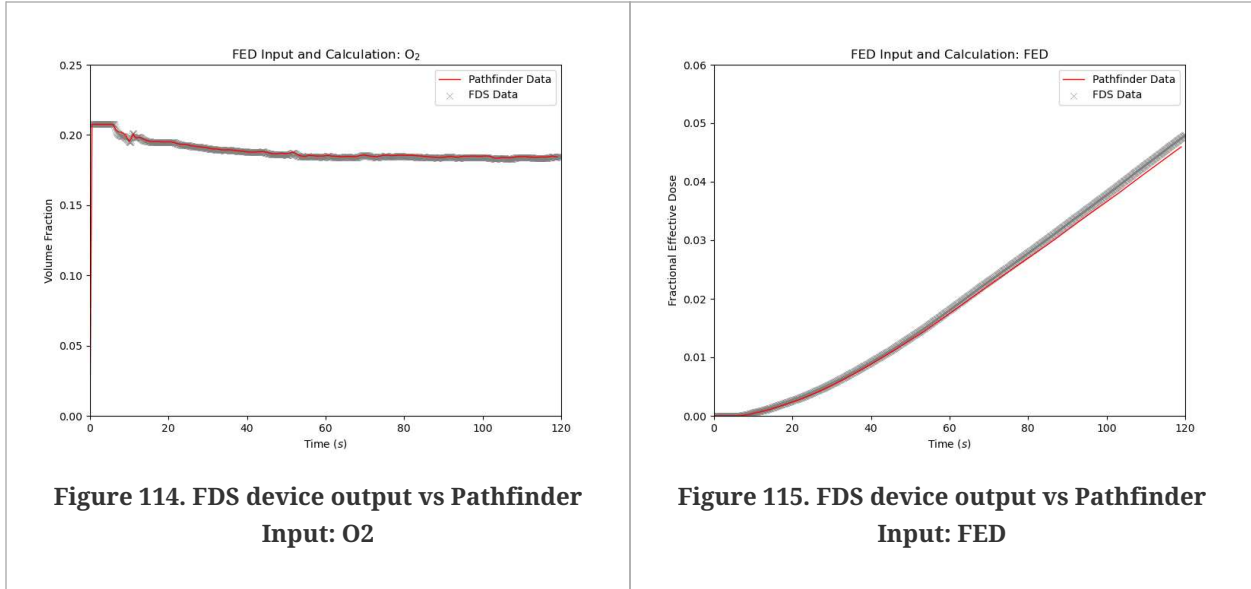 FED Input and Calculation: O₂
0.25
0.20
0.15
0.10
0.05
0.00
Volume Fraction
Pathfinder Data
FDS Data
0 20 40 60 80 100 120
Time (s)
Figure 114. FDS device output vs Pathfinder
Input: O2
FED Input and Calculation: FED
0.06
0.05
0.04
0.03
0.02
0.01
0.00
Fractional Effective Dose
Pathfinder Data
FDS Data
0 20 40 60 80 100 120
Time (s)
Figure 115. FDS device output vs Pathfinder
Input: FED